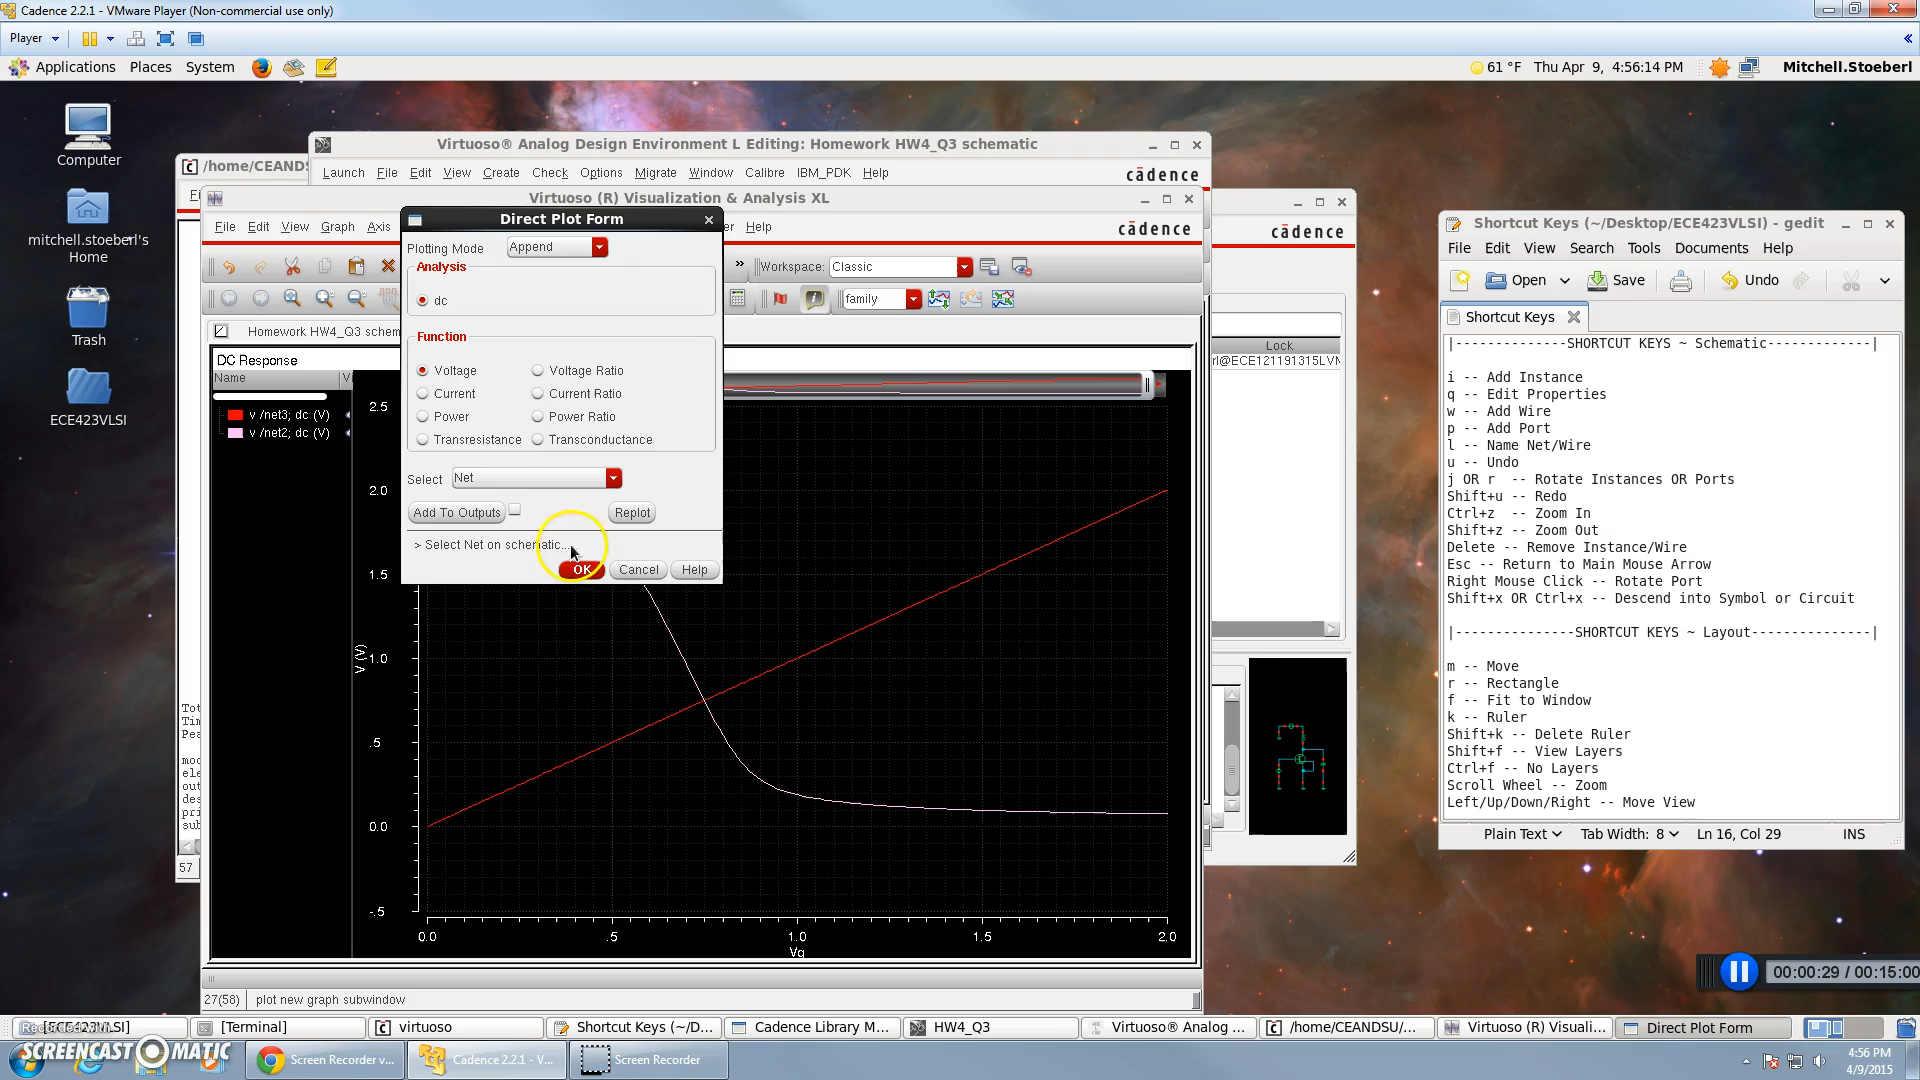 Cadence 2.2.1 - VMware Player (Non-commercial use only)
Player
Applications Places System
61 °F Thu Apr 9, 4:56:14 PM Mitchell.Stoeberl
Computer
mitchell.stoeberl's
Home
Trash
ECE423VLSI
/home/CEANDS
Virtuoso® Analog Design Environment L Editing: Homework HW4_Q3 schematic
Launch File Edit View Create Check Options Migrate Window Calibre IBM_PDK Help
cādence
Virtuoso (R) Visualization & Analysis XL
File Edit View Graph Axis
Help
cādence
cādence
Workspace: Classic
family
Homework HW4_Q3 schem
DC Response
Name
v /net3; dc (V)
v /net2; dc (V)
Direct Plot Form
Plotting Mode Append
Analysis
dc
Function
Voltage Voltage Ratio
Current Current Ratio
Power Power Ratio
Transresistance Transconductance
Select Net
Add To Outputs Replot
> Select Net on schematic...
OK Cancel Help
2.5
2.0
1.5
1.0
.5
0.0
-.5
V (V)
0.0 .5 1.0 1.5 2.0
Vg
27(58) plot new graph subwindow
57
Lock
rl@ECE121191315LVM
Shortcut Keys (~/Desktop/ECE423VLSI) - gedit
File Edit View Search Tools Documents Help
Open Save Undo
Shortcut Keys
|--------------SHORTCUT KEYS ~ Schematic-------------|
i -- Add Instance
q -- Edit Properties
w -- Add Wire
p -- Add Port
l -- Name Net/Wire
u -- Undo
j OR r -- Rotate Instances OR Ports
Shift+u -- Redo
Ctrl+z -- Zoom In
Shift+z -- Zoom Out
Delete -- Remove Instance/Wire
Esc -- Return to Main Mouse Arrow
Right Mouse Click -- Rotate Port
Shift+x OR Ctrl+x -- Descend into Symbol or Circuit
|---------------SHORTCUT KEYS ~ Layout---------------|
m -- Move
r -- Rectangle
f -- Fit to Window
k -- Ruler
Shift+k -- Delete Ruler
Shift+f -- View Layers
Ctrl+f -- No Layers
Scroll Wheel -- Zoom
Left/Up/Down/Right -- Move View
Plain Text Tab Width: 8 Ln 16, Col 29 INS
00:00:29 / 00:15:00
[ECE423VLSI] [Terminal] virtuoso Shortcut Keys (~/D... Cadence Library M... HW4_Q3 Virtuoso® Analog ... /home/CEANDSU/... Virtuoso (R) Visuali... Direct Plot Form
SCREENCAST-O-MATIC
Screen Recorder v... Cadence 2.2.1 - V... Screen Recorder
4:56 PM
4/9/2015